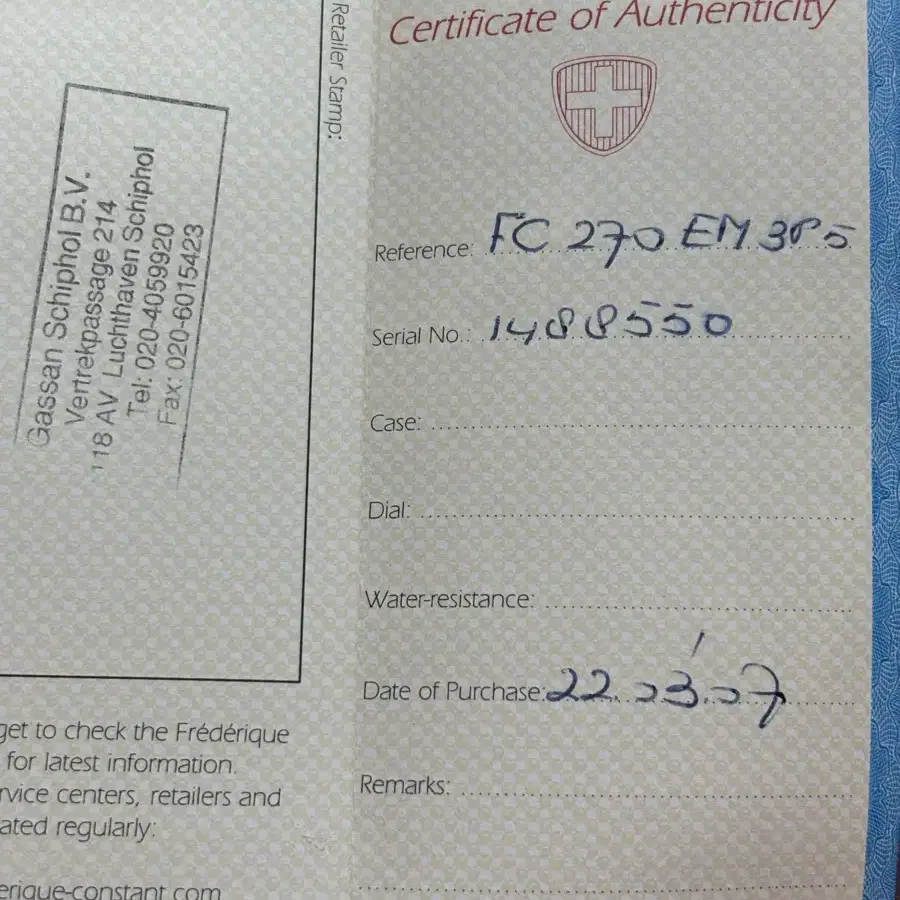 Retailer Stamp:
Gassan Schiphol B.V.
Vertrekpassage 214
118 AV Luchthaven Schiphol
Tel: 020-4059920
Fax: 020-6015423
get to check the Frédérique
for latest information.
rvice centers, retailers and
ated regularly:
erique-constant.com
Certificate of Authenticity
Reference: FC 270 EM 3P5
Serial No.: 1488550
Case:
Dial:
Water-resistance:
Date of Purchase: 22.03.07
Remarks: